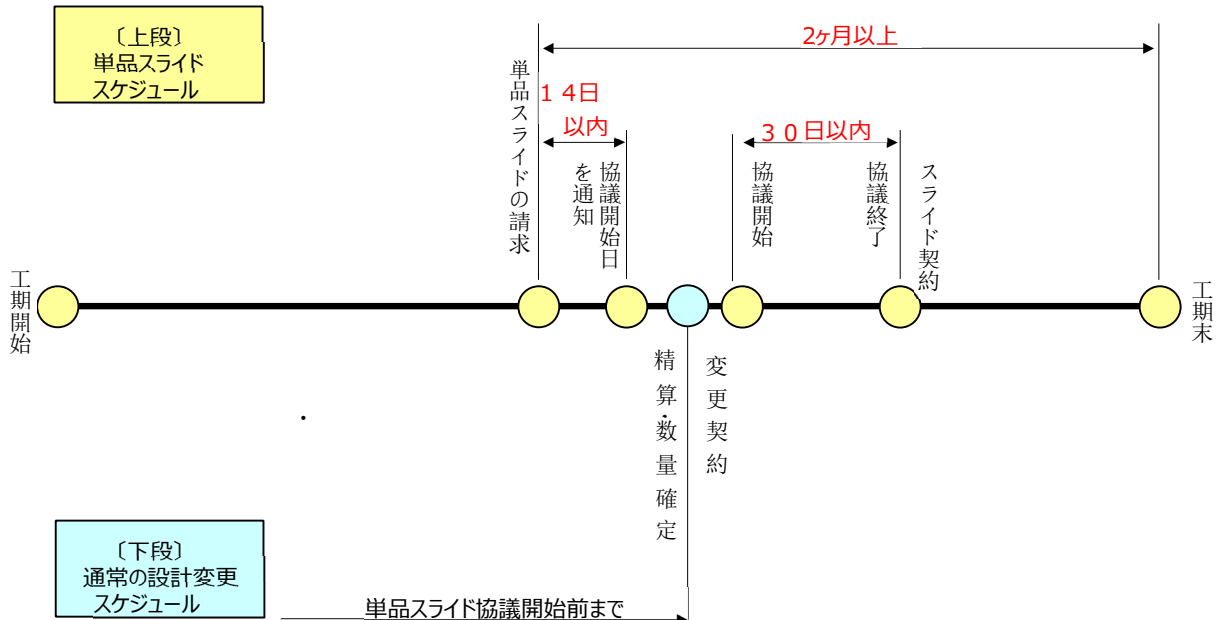 〔上段〕
単品スライド
スケジュール
2ヶ月以上
単品スライドの請求
１４日
以内
協議開始日
を通知
３０日以内
協議開始
協議終了
スライド契約
工期開始
工期末
変更契約
精算・数量確定
〔下段〕
通常の設計変更
スケジュール
単品スライド協議開始前まで